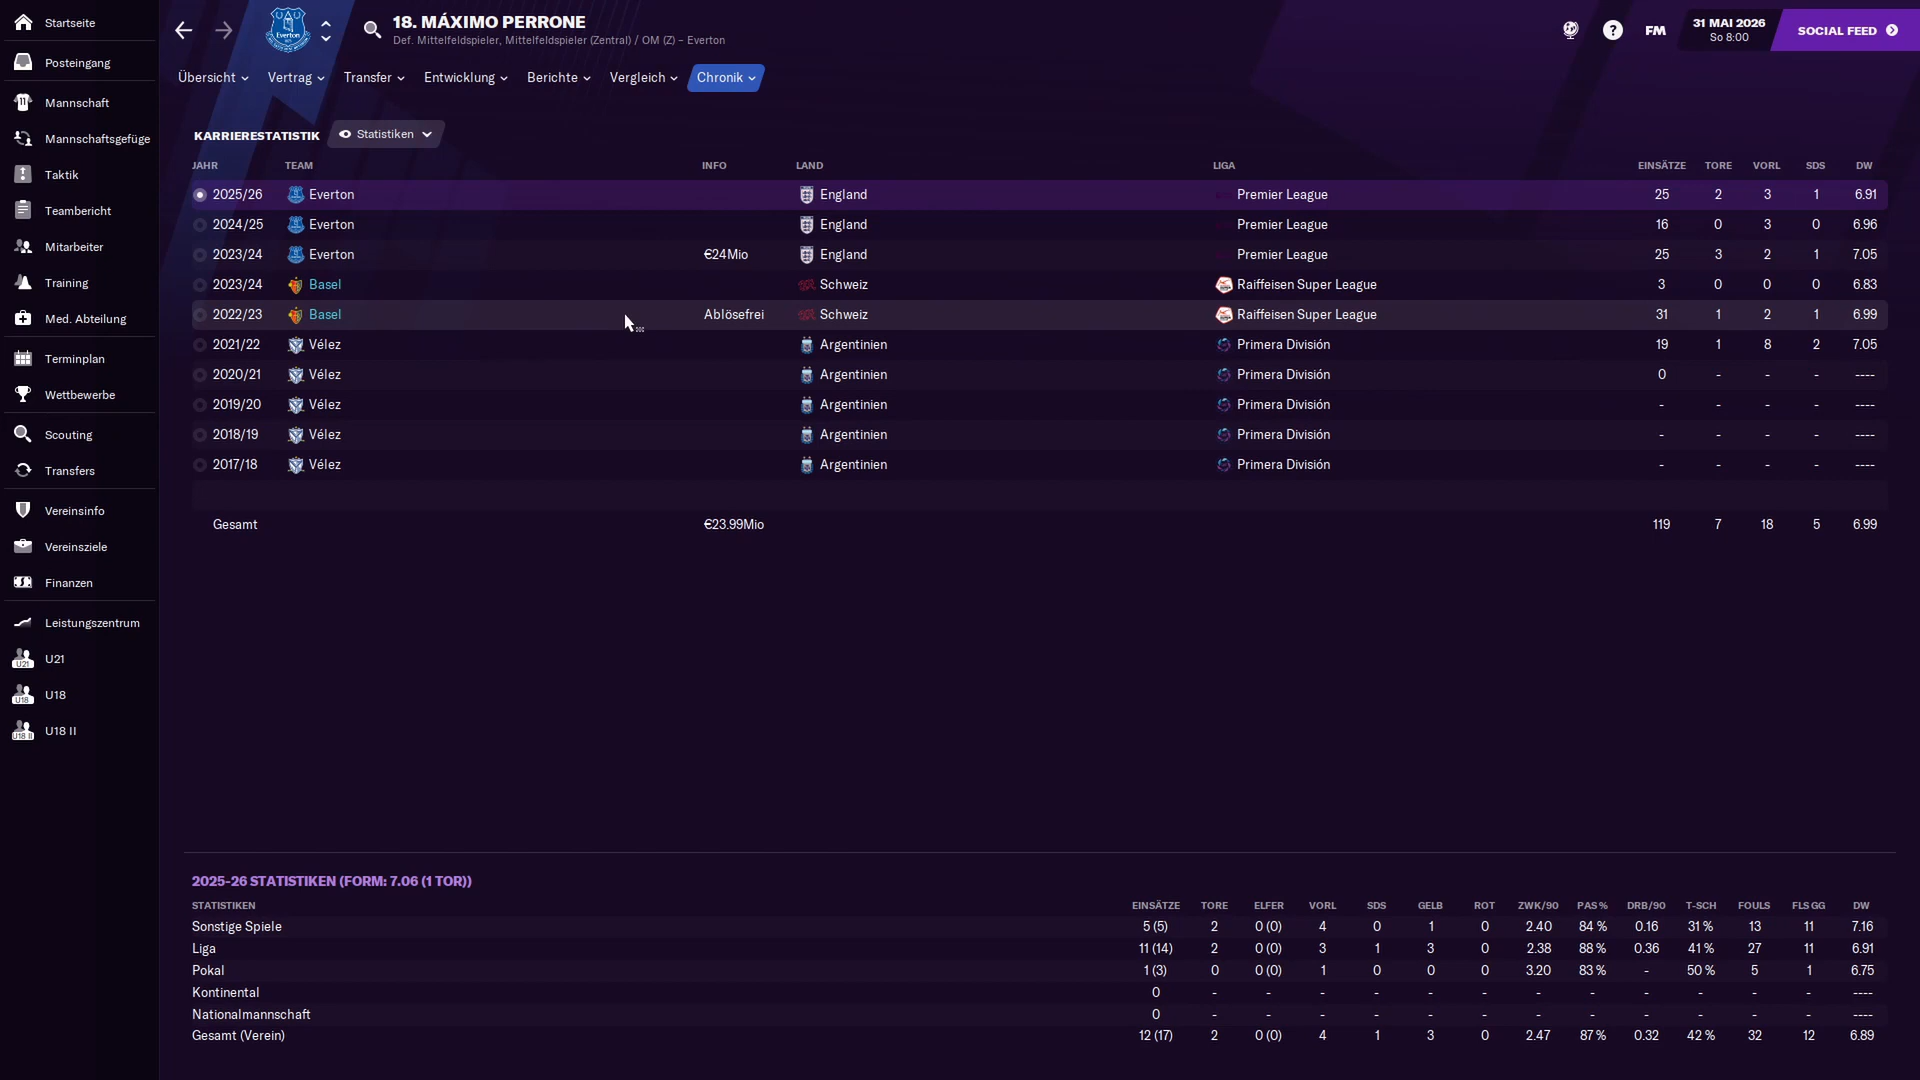 Startseite
Posteingang
Mannschaft
Mannschaftsgefüge
Taktik
Teambericht
Mitarbeiter
Training
Med. Abteilung
Terminplan
Wettbewerbe
Scouting
Transfers
Vereinsinfo
Vereinsziele
Finanzen
Leistungszentrum
U21 U21
U18 U18
U18 II U18 II
Everton
18. MÁXIMO PERRONE
Def. Mittelfeldspieler, Mittelfeldspieler (Zentral) / OM (Z) – Everton
? FM 31 MAI 2026 SOCIAL FEED
So 8:00
Übersicht Vertrag Transfer Entwicklung Berichte Vergleich Chronik
KARRIERESTATISTIK Statistiken
JAHR TEAM INFO LAND LIGA EINSÄTZE TORE VORL SDS DW
2025/26 Everton England Premier League 25 2 3 1 6.91
2024/25 Everton England Premier League 16 0 3 0 6.96
2023/24 Everton €24Mio England Premier League 25 3 2 1 7.05
2023/24 Basel Schweiz Raiffeisen Super League 3 0 0 0 6.83
2022/23 Basel Ablösefrei Schweiz Raiffeisen Super League 31 1 2 1 6.99
2021/22 Vélez Argentinien Primera División 19 1 8 2 7.05
2020/21 Vélez Argentinien Primera División 0 - - - ----
2019/20 Vélez Argentinien Primera División - - - - ----
2018/19 Vélez Argentinien Primera División - - - - ----
2017/18 Vélez Argentinien Primera División - - - - ----
Gesamt €23.99Mio 119 7 18 5 6.99
2025-26 STATISTIKEN (FORM: 7.06 (1 TOR))
STATISTIKEN EINSÄTZE TORE ELFER VORL SDS GELB ROT ZWK/90 PAS % DRB/90 T-SCH FOULS FLS GG DW
Sonstige Spiele 5 (5) 2 0 (0) 4 0 1 0 2.40 84 % 0.16 31 % 13 11 7.16
Liga 11 (14) 2 0 (0) 3 1 3 0 2.38 88 % 0.36 41 % 27 11 6.91
Pokal 1 (3) 0 0 (0) 1 0 0 0 3.20 83 % - 50 % 5 1 6.75
Kontinental 0 - - - - - - - - - - - - ----
Nationalmannschaft 0 - - - - - - - - - - - - ----
Gesamt (Verein) 12 (17) 2 0 (0) 4 1 3 0 2.47 87 % 0.32 42 % 32 12 6.89